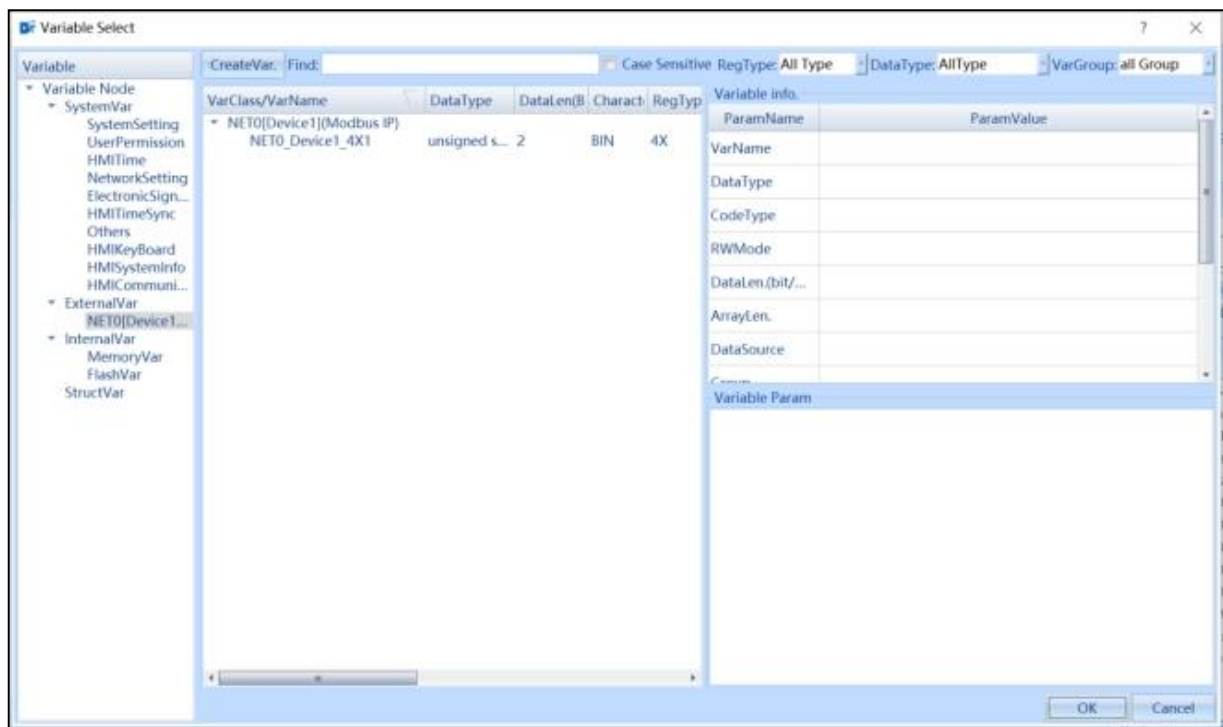 Variable Select
?
Variable
Variable Node
SystemVar
SystemSetting
UserPermission
HMITime
NetworkSetting
ElectronicSign...
HMITimeSync
Others
HMIKeyBoard
HMISystemInfo
HMICommuni...
ExternalVar
NET0[Device1...
InternalVar
MemoryVar
FlashVar
StructVar
CreateVar. Find: Case Sensitive RegType: All Type DataType: AllType VarGroup: all Group
VarClass/VarName DataType DataLen(B Charact RegTyp
NET0[Device1](Modbus IP)
NET0_Device1_4X1 unsigned s... 2 BIN 4X
Variable info.
ParamName ParamValue
VarName
DataType
CodeType
RWMode
DataLen.(bit/...
ArrayLen.
DataSource
Variable Param
OK Cancel